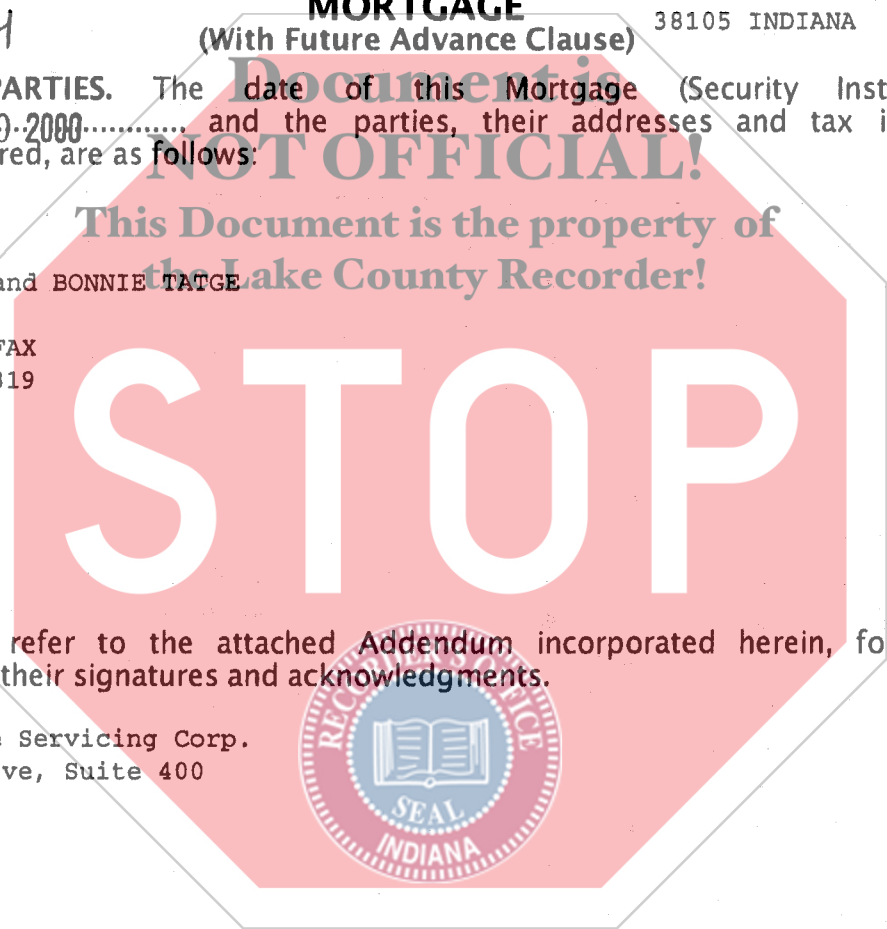 MORTGAGE
38105 INDIANA
(With Future Advance Clause)
Document is
PARTIES. The date of this Mortgage (Security Inst
2000 and the parties, their addresses and tax i
red, are as follows:
NOT OFFICIAL!
This Document is the property of
the Lake County Recorder!
and BONNIE TATGE
FAX
319
STOP
refer to the attached Addendum incorporated herein, fo
their signatures and acknowledgments.
Servicing Corp.
ve, Suite 400
RECORDER'S OFFICE
SEAL
INDIANA